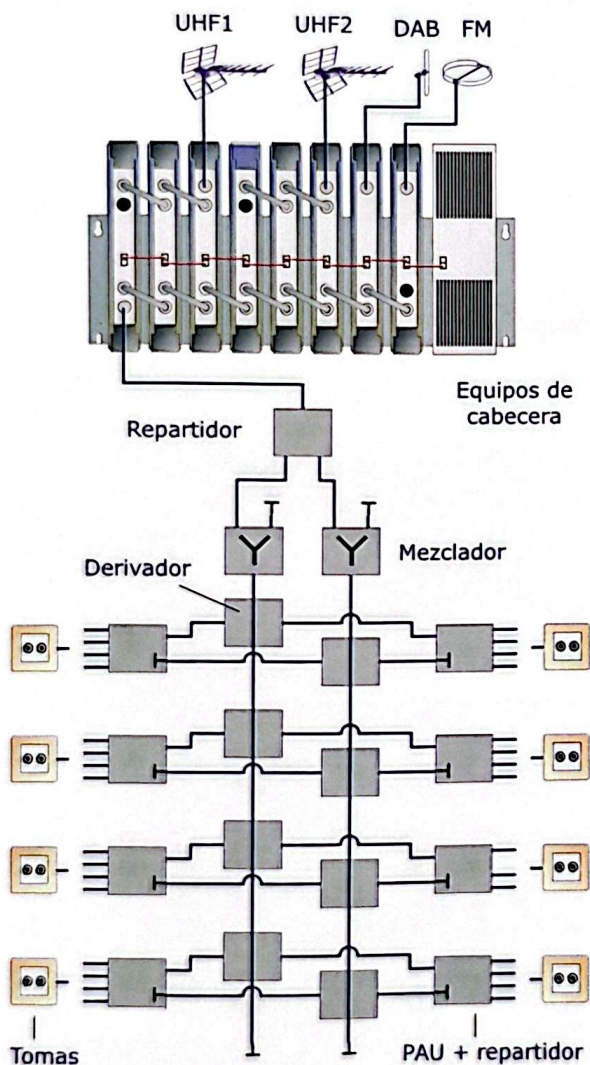 UHF1 UHF2 DAB FM
Equipos de
cabecera
Repartidor
Mezclador
Derivador
Tomas
PAU + repartidor